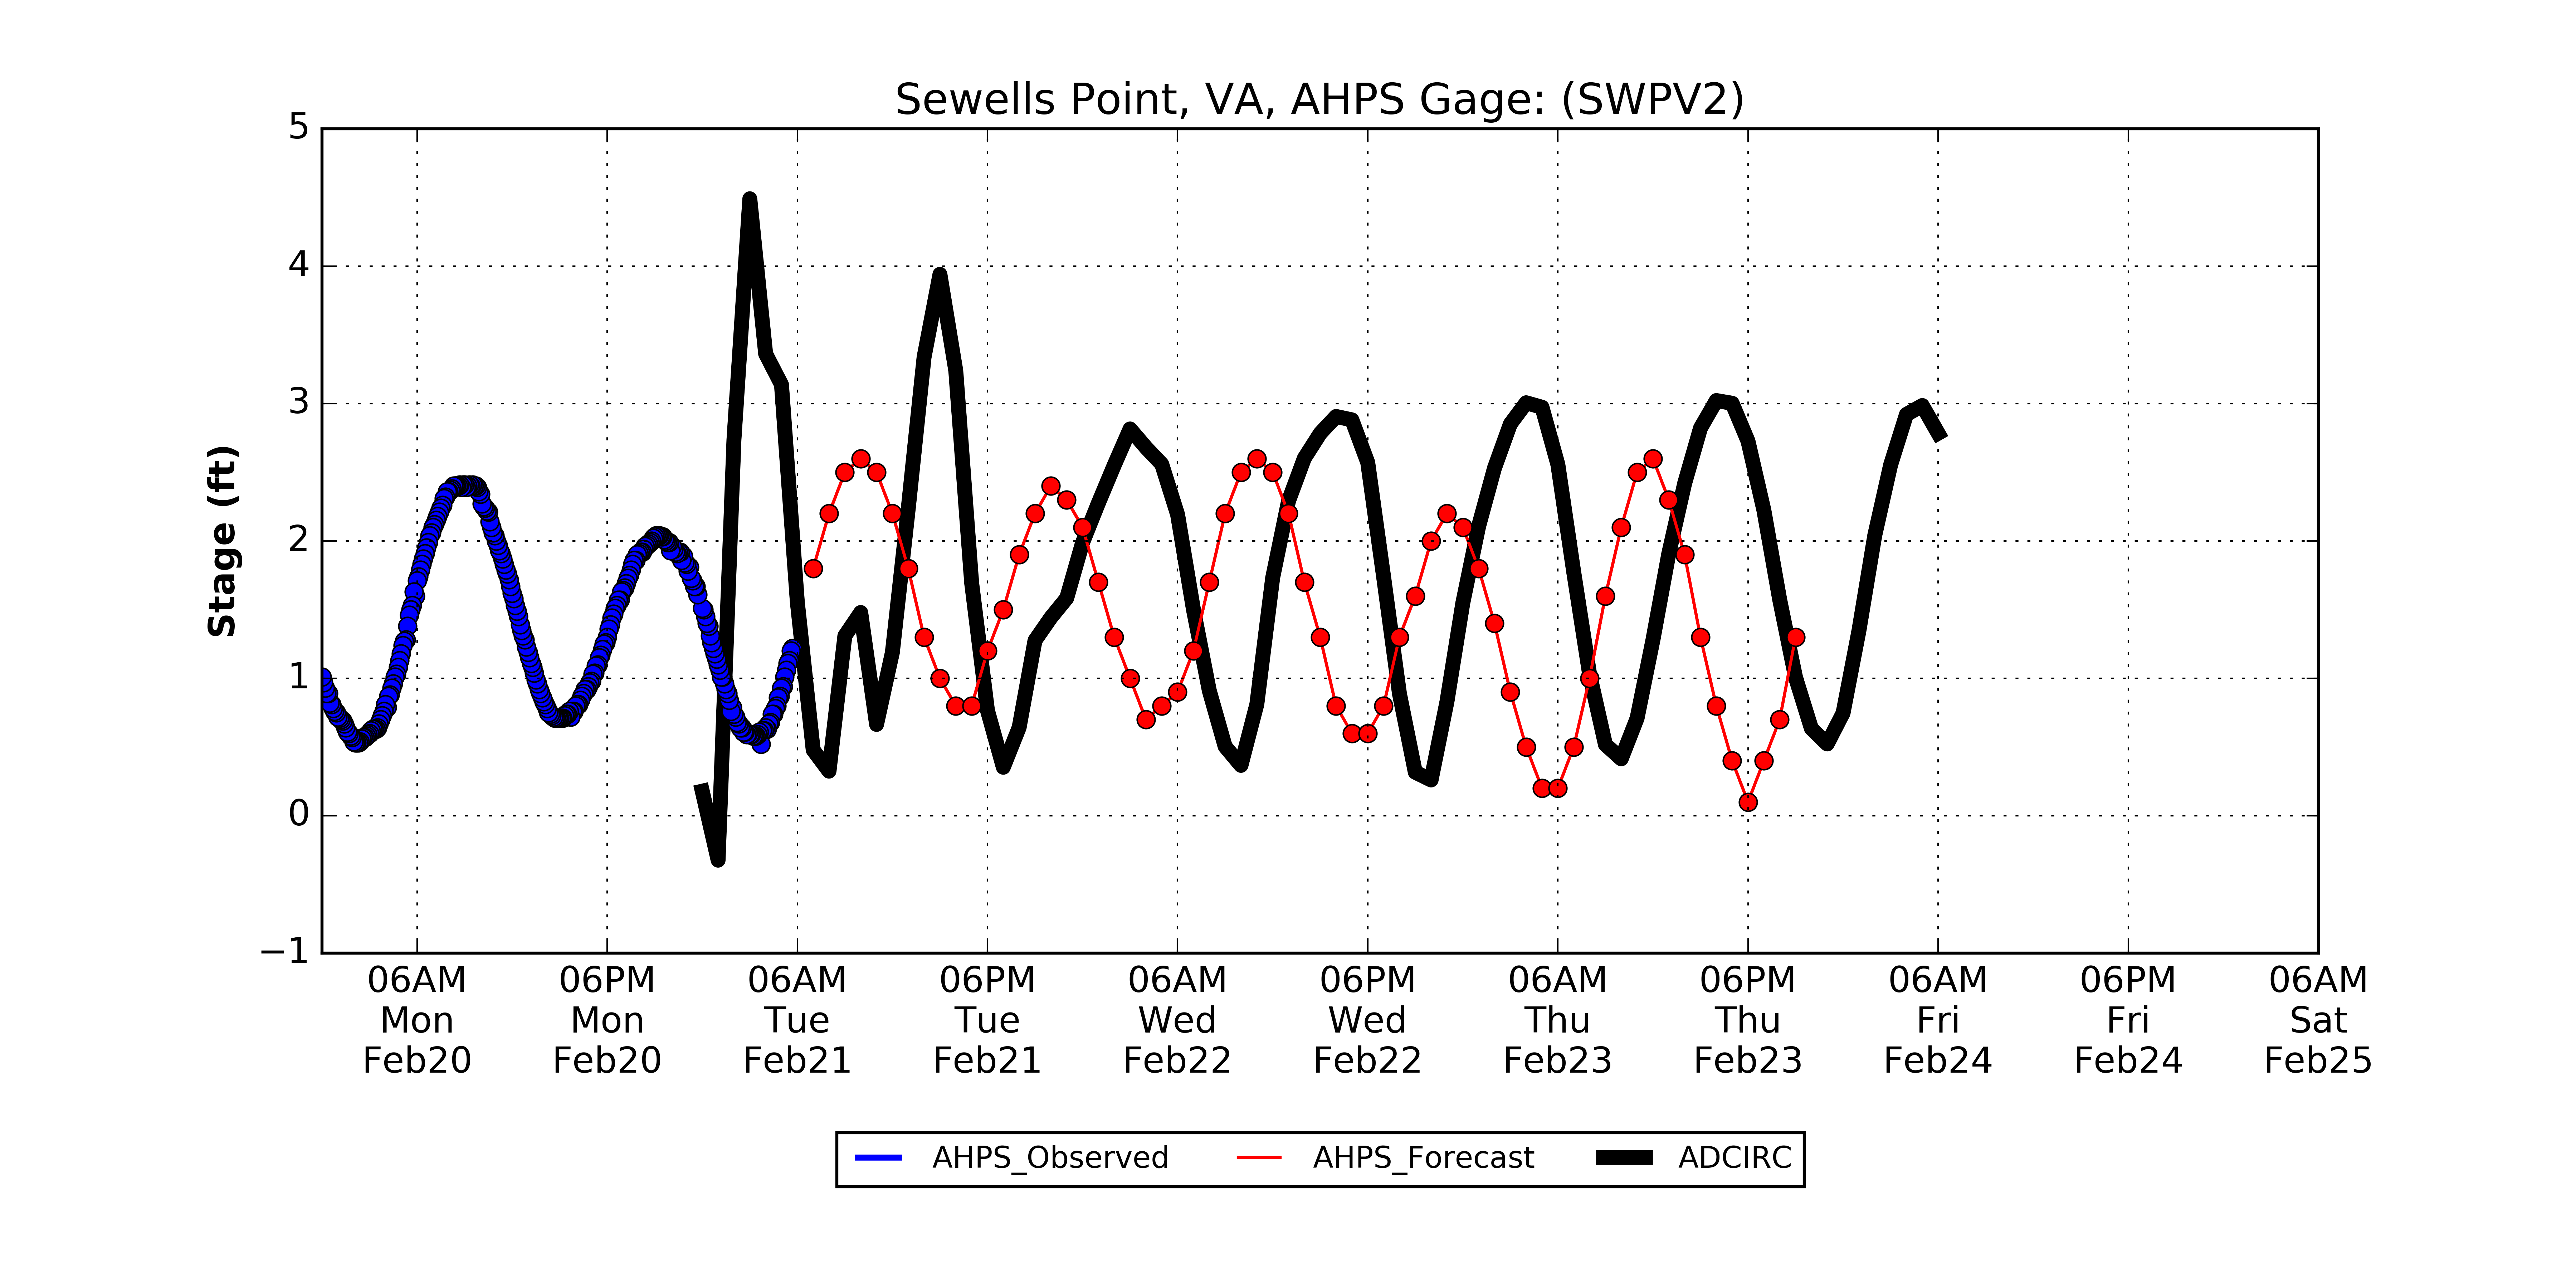 Sewells Point, VA, AHPS Gage: (SWPV2)
5
4
3
2
1
0
−1
Stage (ft)
06AM 06PM 06AM 06PM 06AM 06PM 06AM 06PM 06AM 06PM 06AM
Mon Mon Tue Tue Wed Wed Thu Thu Fri Fri Sat
Feb20 Feb20 Feb21 Feb21 Feb22 Feb22 Feb23 Feb23 Feb24 Feb24 Feb25
AHPS_Observed AHPS_Forecast ADCIRC